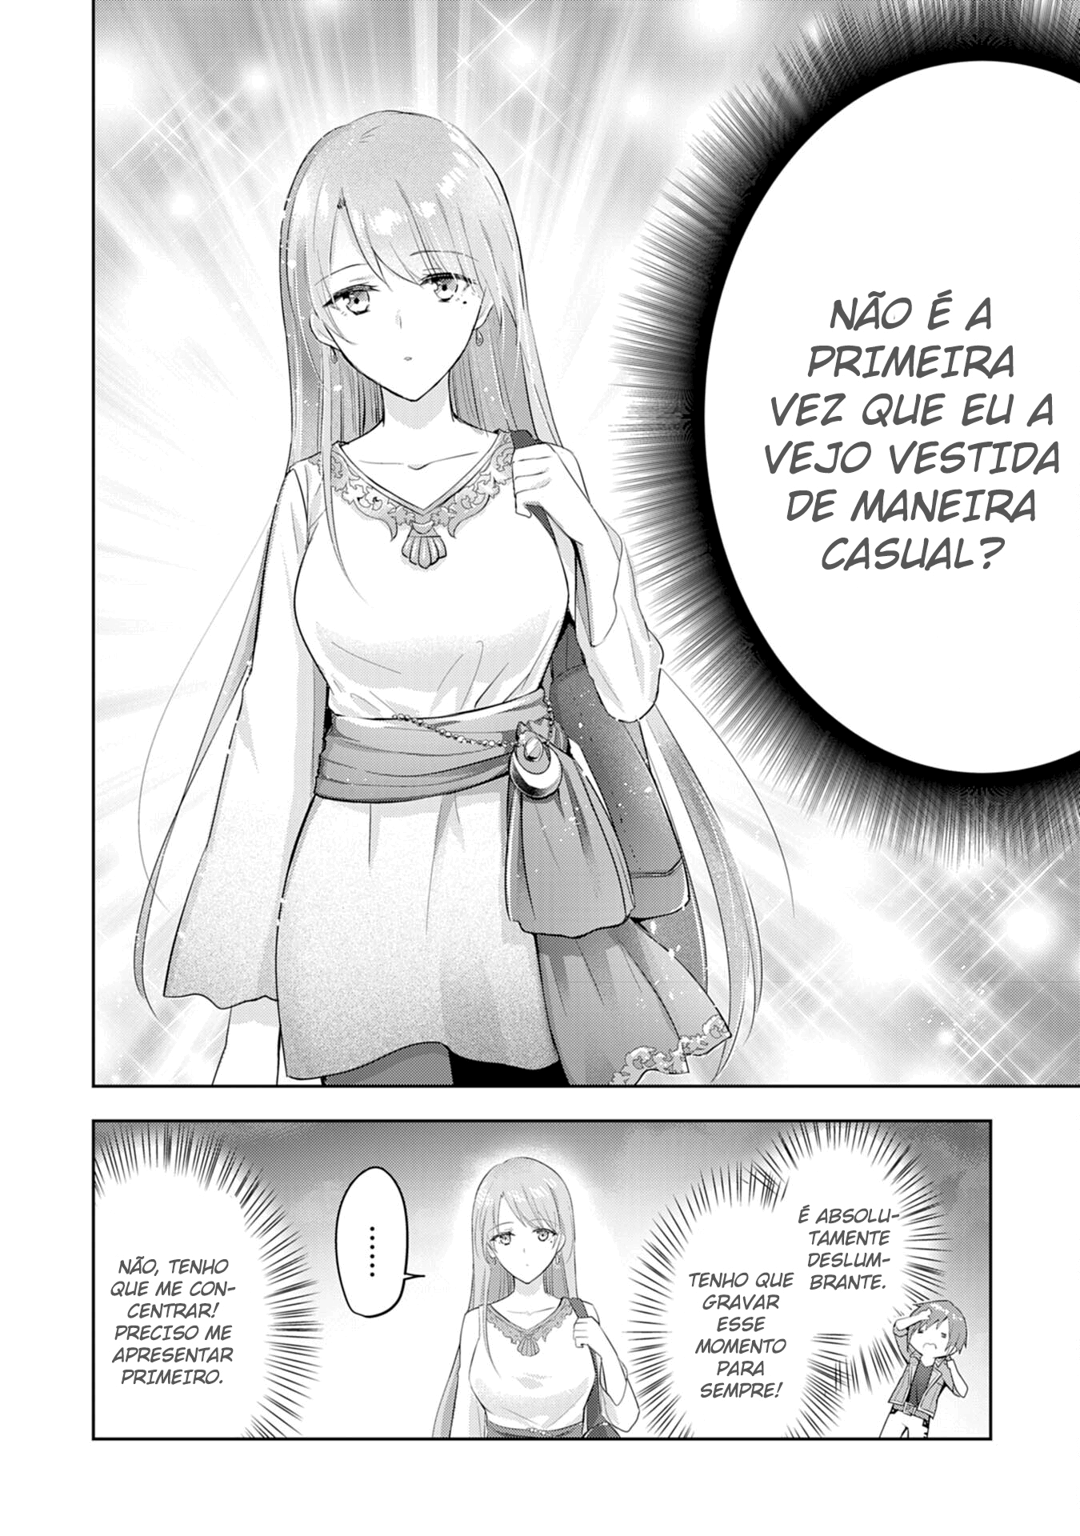 NÃO É A
PRIMEIRA
VEZ QUE EU A
VEJO VESTIDA
DE MANEIRA
CASUAL?
É ABSOLU-
TAMENTE
DESLUM-
BRANTE.
TENHO QUE
GRAVAR
ESSE
MOMENTO
PARA
SEMPRE!
......
NÃO, TENHO
QUE ME CON-
CENTRAR!
PRECISO ME
APRESENTAR
PRIMEIRO.